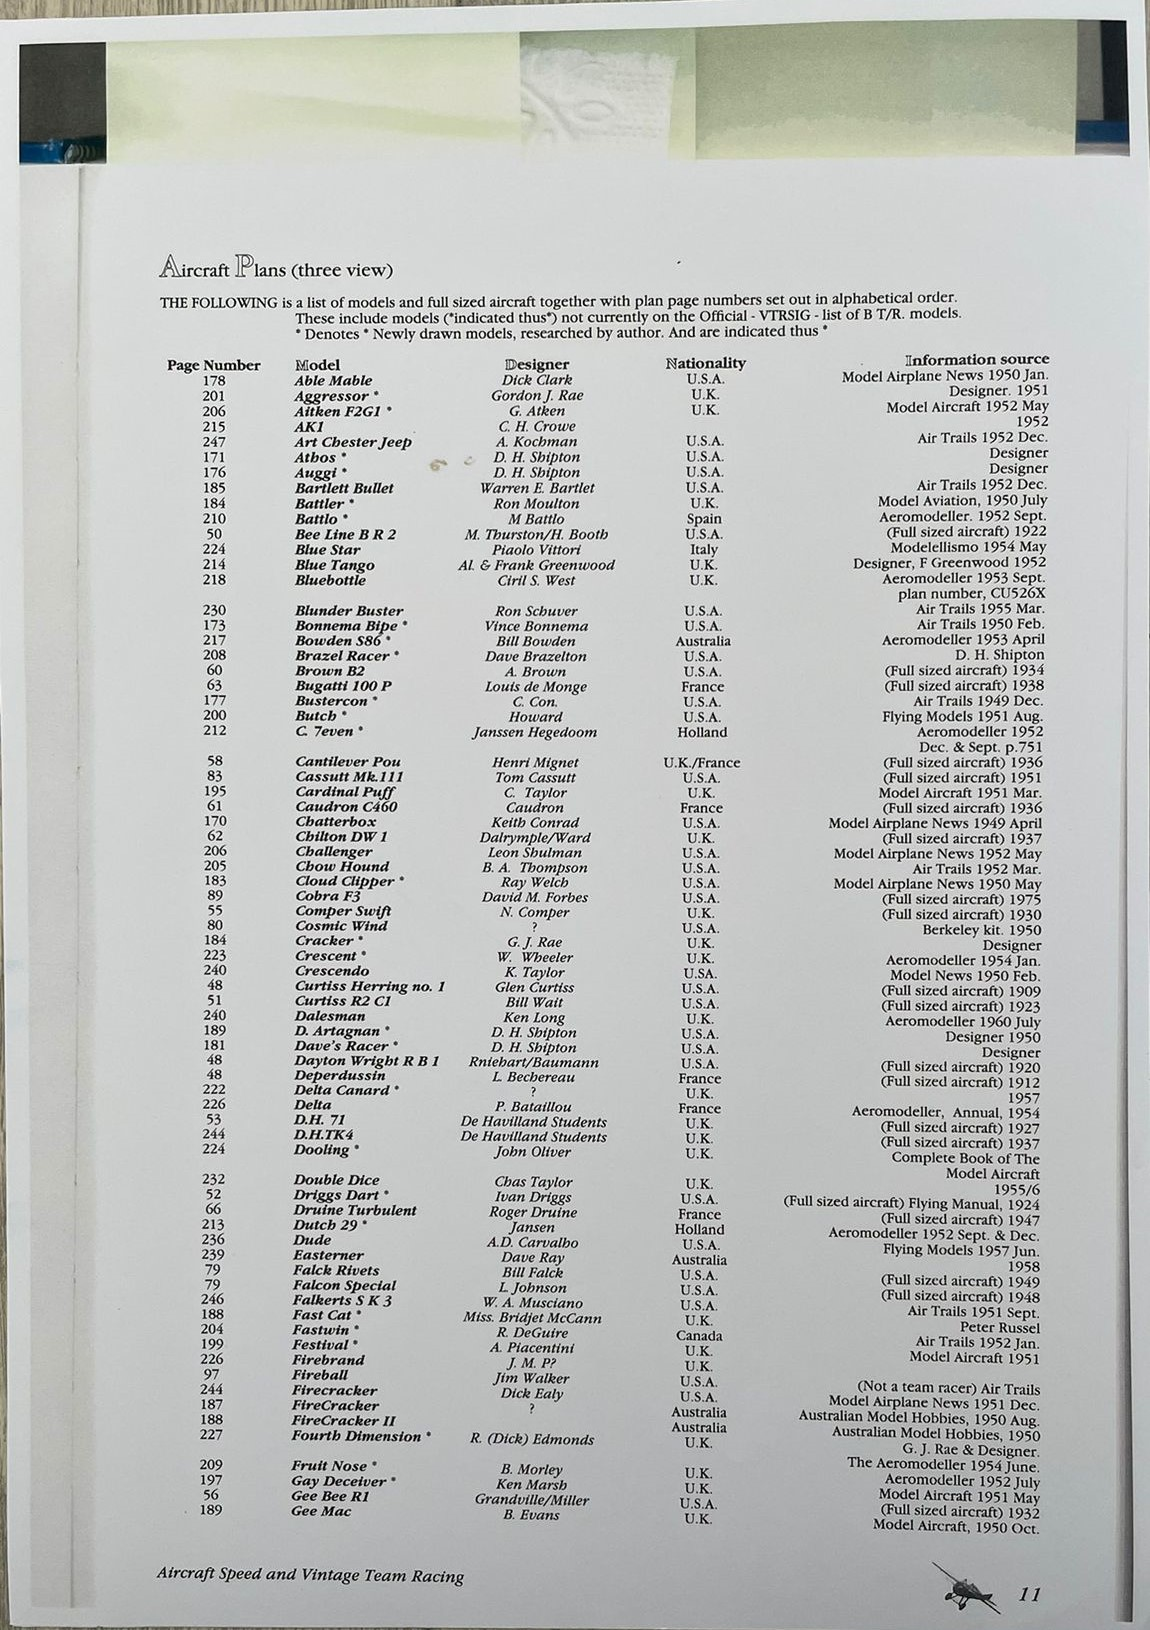 Aircraft Plans (three view)
THE FOLLOWING is a list of models and full sized aircraft together with plan page numbers set out in alphabetical order.
These include models (*indicated thus*) not currently on the Official - VTRSIG - list of B T/R. models.
* Denotes * Newly drawn models, researched by author. And are indicated thus *
Page Number Model Designer Nationality Information source
178 Able Mable Dick Clark U.S.A. Model Airplane News 1950 Jan.
201 Aggressor * Gordon J. Rae U.K. Designer. 1951
206 Aitken F2G1 * G. Atken U.K. Model Aircraft 1952 May
215 AK1 C. H. Crowe 1952
247 Art Chester Jeep A. Kochman U.S.A. Air Trails 1952 Dec.
171 Athos * D. H. Shipton U.S.A. Designer
176 Auggi * D. H. Shipton U.S.A. Designer
185 Bartlett Bullet Warren E. Bartlet U.S.A. Air Trails 1952 Dec.
184 Battler * Ron Moulton U.K. Model Aviation, 1950 July
210 Battlo * M Battlo Spain Aeromodeller. 1952 Sept.
50 Bee Line B R 2 M. Thurston/H. Booth U.S.A. (Full sized aircraft) 1922
224 Blue Star Piaolo Vittori Italy Modelellismo 1954 May
214 Blue Tango Al. & Frank Greenwood U.K. Designer, F Greenwood 1952
218 Bluebottle Ciril S. West U.K. Aeromodeller 1953 Sept.
plan number, CU526X
230 Blunder Buster Ron Schuver U.S.A. Air Trails 1955 Mar.
173 Bonnema Bipe * Vince Bonnema U.S.A. Air Trails 1950 Feb.
217 Bowden S86 * Bill Bowden Australia Aeromodeller 1953 April
208 Brazel Racer * Dave Brazelton U.S.A. D. H. Shipton
60 Brown B2 A. Brown U.S.A. (Full sized aircraft) 1934
63 Bugatti 100 P Louis de Monge France (Full sized aircraft) 1938
177 Bustercon * C. Con. U.S.A. Air Trails 1949 Dec.
200 Butch * Howard U.S.A. Flying Models 1951 Aug.
212 C. 7even * Janssen Hegedoom Holland Aeromodeller 1952
Dec. & Sept. p.751
58 Cantilever Pou Henri Mignet U.K./France (Full sized aircraft) 1936
83 Cassutt Mk.111 Tom Cassutt U.S.A. (Full sized aircraft) 1951
195 Cardinal Puff C. Taylor U.K. Model Aircraft 1951 Mar.
61 Caudron C460 Caudron France (Full sized aircraft) 1936
170 Chatterbox Keith Conrad U.S.A. Model Airplane News 1949 April
62 Chilton DW 1 Dalrymple/Ward U.K. (Full sized aircraft) 1937
206 Challenger Leon Shulman U.S.A. Model Airplane News 1952 May
205 Chow Hound B. A. Thompson U.S.A. Air Trails 1952 Mar.
183 Cloud Clipper * Ray Welch U.S.A. Model Airplane News 1950 May
89 Cobra F3 David M. Forbes U.S.A. (Full sized aircraft) 1975
55 Comper Swift N. Comper U.K. (Full sized aircraft) 1930
80 Cosmic Wind ? U.S.A. Berkeley kit. 1950
184 Cracker * G. J. Rae U.K. Designer
223 Crescent * W. Wheeler U.K. Aeromodeller 1954 Jan.
240 Crescendo K. Taylor U.SA. Model News 1950 Feb.
48 Curtiss Herring no. 1 Glen Curtiss U.S.A. (Full sized aircraft) 1909
51 Curtiss R2 C1 Bill Wait U.S.A. (Full sized aircraft) 1923
240 Dalesman Ken Long U.K. Aeromodeller 1960 July
189 D. Artagnan * D. H. Shipton U.S.A. Designer 1950
181 Dave's Racer * D. H. Shipton U.S.A. Designer
48 Dayton Wright R B 1 Rniehart/Baumann U.S.A. (Full sized aircraft) 1920
48 Deperdussin L. Bechereau France (Full sized aircraft) 1912
222 Delta Canard * ? U.K. 1957
226 Delta P. Bataillou France Aeromodeller, Annual, 1954
53 D.H. 71 De Havilland Students U.K. (Full sized aircraft) 1927
244 D.H.TK4 De Havilland Students U.K. (Full sized aircraft) 1937
224 Dooling * John Oliver U.K. Complete Book of The
Model Aircraft
1955/6
232 Double Dice Chas Taylor U.K.
52 Driggs Dart * Ivan Driggs U.S.A. (Full sized aircraft) Flying Manual, 1924
66 Druine Turbulent Roger Druine France (Full sized aircraft) 1947
213 Dutch 29 * Jansen Holland Aeromodeller 1952 Sept. & Dec.
236 Dude A.D. Carvalho U.S.A. Flying Models 1957 Jun.
239 Easterner Dave Ray Australia 1958
79 Falck Rivets Bill Falck U.S.A. (Full sized aircraft) 1949
79 Falcon Special L. Johnson U.S.A. (Full sized aircraft) 1948
246 Falkerts S K 3 W. A. Musciano U.S.A. Air Trails 1951 Sept.
188 Fast Cat * Miss. Bridjet McCann U.K. Peter Russel
204 Fastwin * R. DeGuire Canada Air Trails 1952 Jan.
199 Festival * A. Piacentini U.K. Model Aircraft 1951
226 Firebrand J. M. P? U.K.
97 Fireball Jim Walker U.S.A. (Not a team racer) Air Trails
244 Firecracker Dick Ealy U.S.A. Model Airplane News 1951 Dec.
187 FireCracker ? Australia Australian Model Hobbies, 1950 Aug.
188 FireCracker II Australia Australian Model Hobbies, 1950
227 Fourth Dimension * R. (Dick) Edmonds U.K. G. J. Rae & Designer.
The Aeromodeller 1954 June.
209 Fruit Nose * B. Morley U.K. Aeromodeller 1952 July
197 Gay Deceiver * Ken Marsh U.K. Model Aircraft 1951 May
56 Gee Bee R1 Grandville/Miller U.S.A. (Full sized aircraft) 1932
189 Gee Mac B. Evans U.K. Model Aircraft, 1950 Oct.
Aircraft Speed and Vintage Team Racing 11